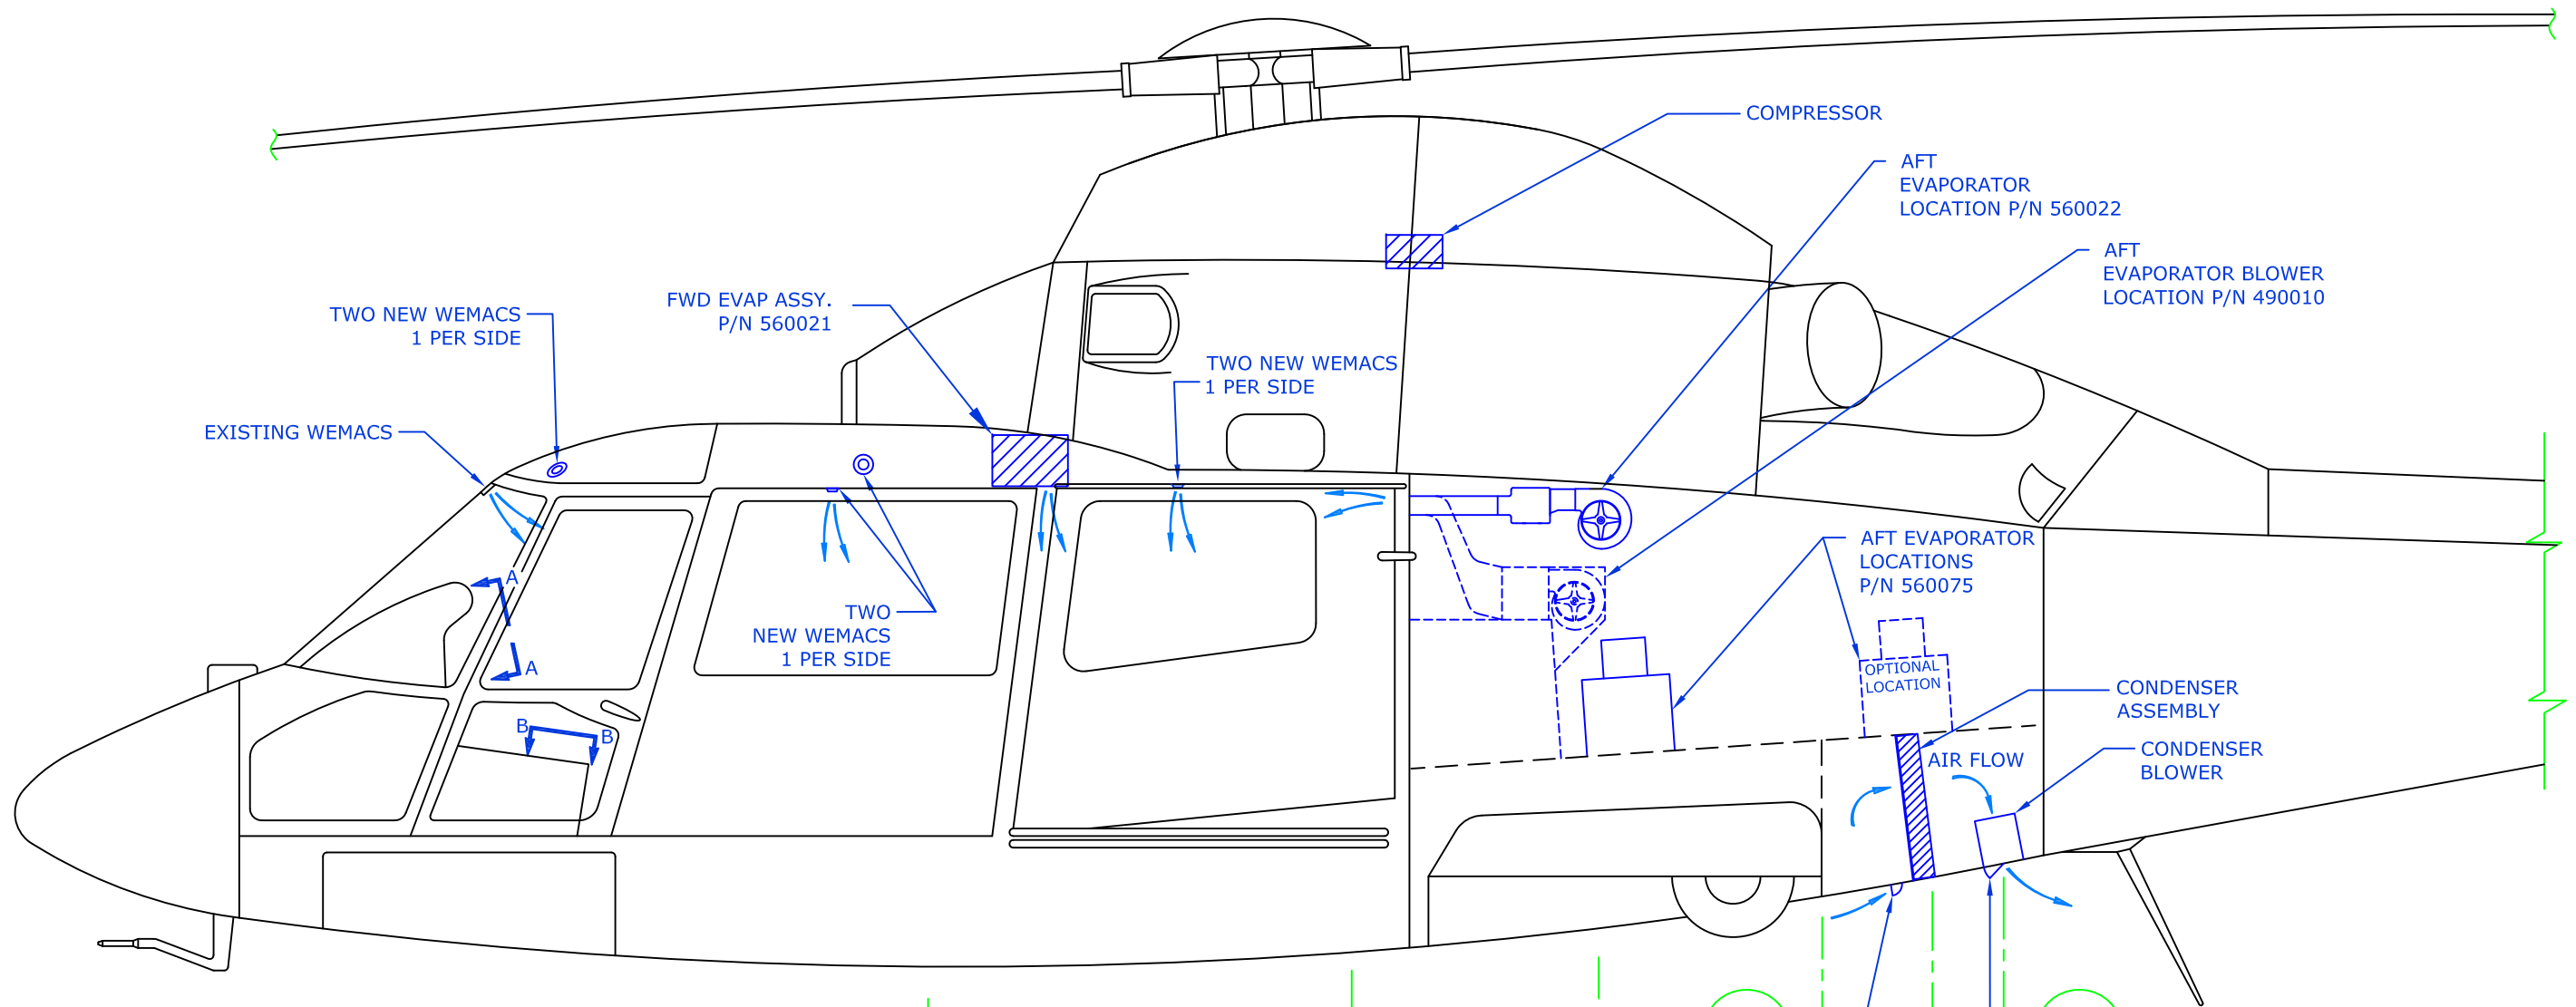 COMPRESSOR
AFT
EVAPORATOR
LOCATION P/N 560022
AFT
EVAPORATOR BLOWER
LOCATION P/N 490010
FWD EVAP ASSY.
P/N 560021
TWO NEW WEMACS
1 PER SIDE
TWO NEW WEMACS
1 PER SIDE
EXISTING WEMACS
AFT EVAPORATOR
LOCATIONS
P/N 560075
A
TWO
NEW WEMACS
1 PER SIDE
A
OPTIONAL
LOCATION
CONDENSER
ASSEMBLY
B
B
AIR FLOW
CONDENSER
BLOWER